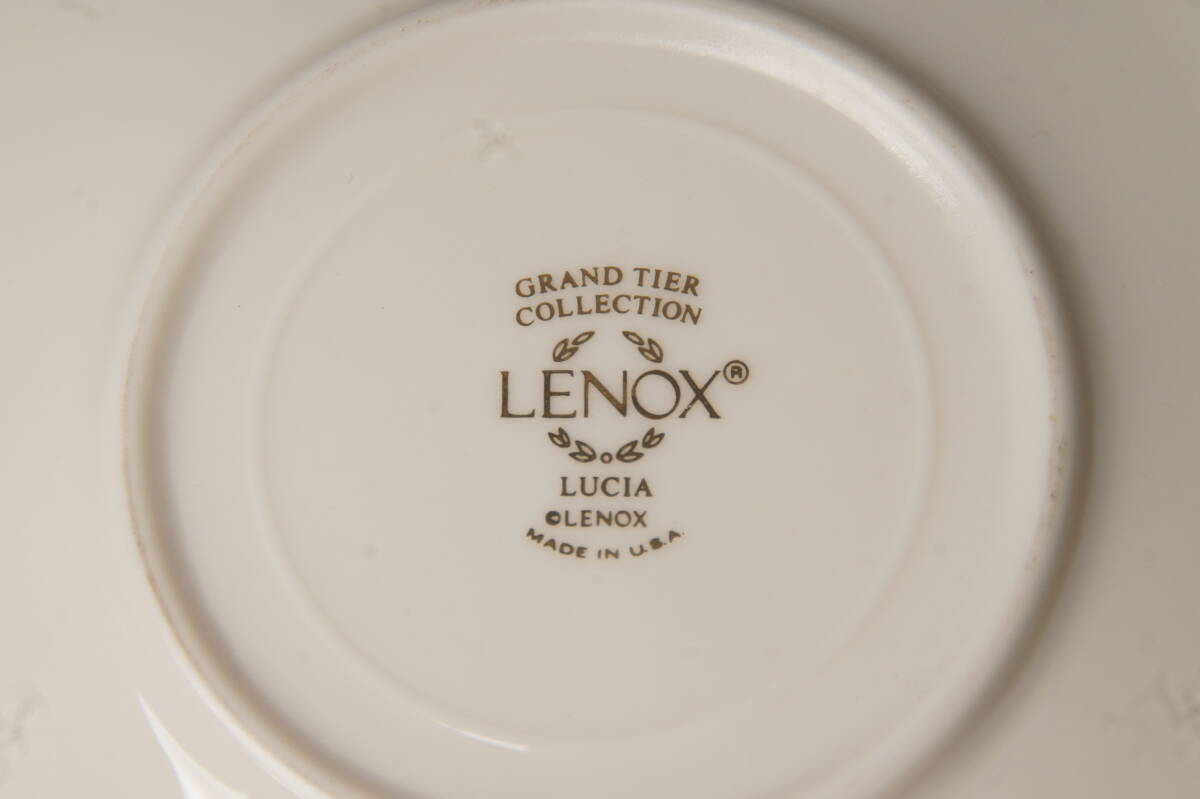 GRAND TIER
COLLECTION
LENOX®
LUCIA
©LENOX
MADE IN U.S.A.